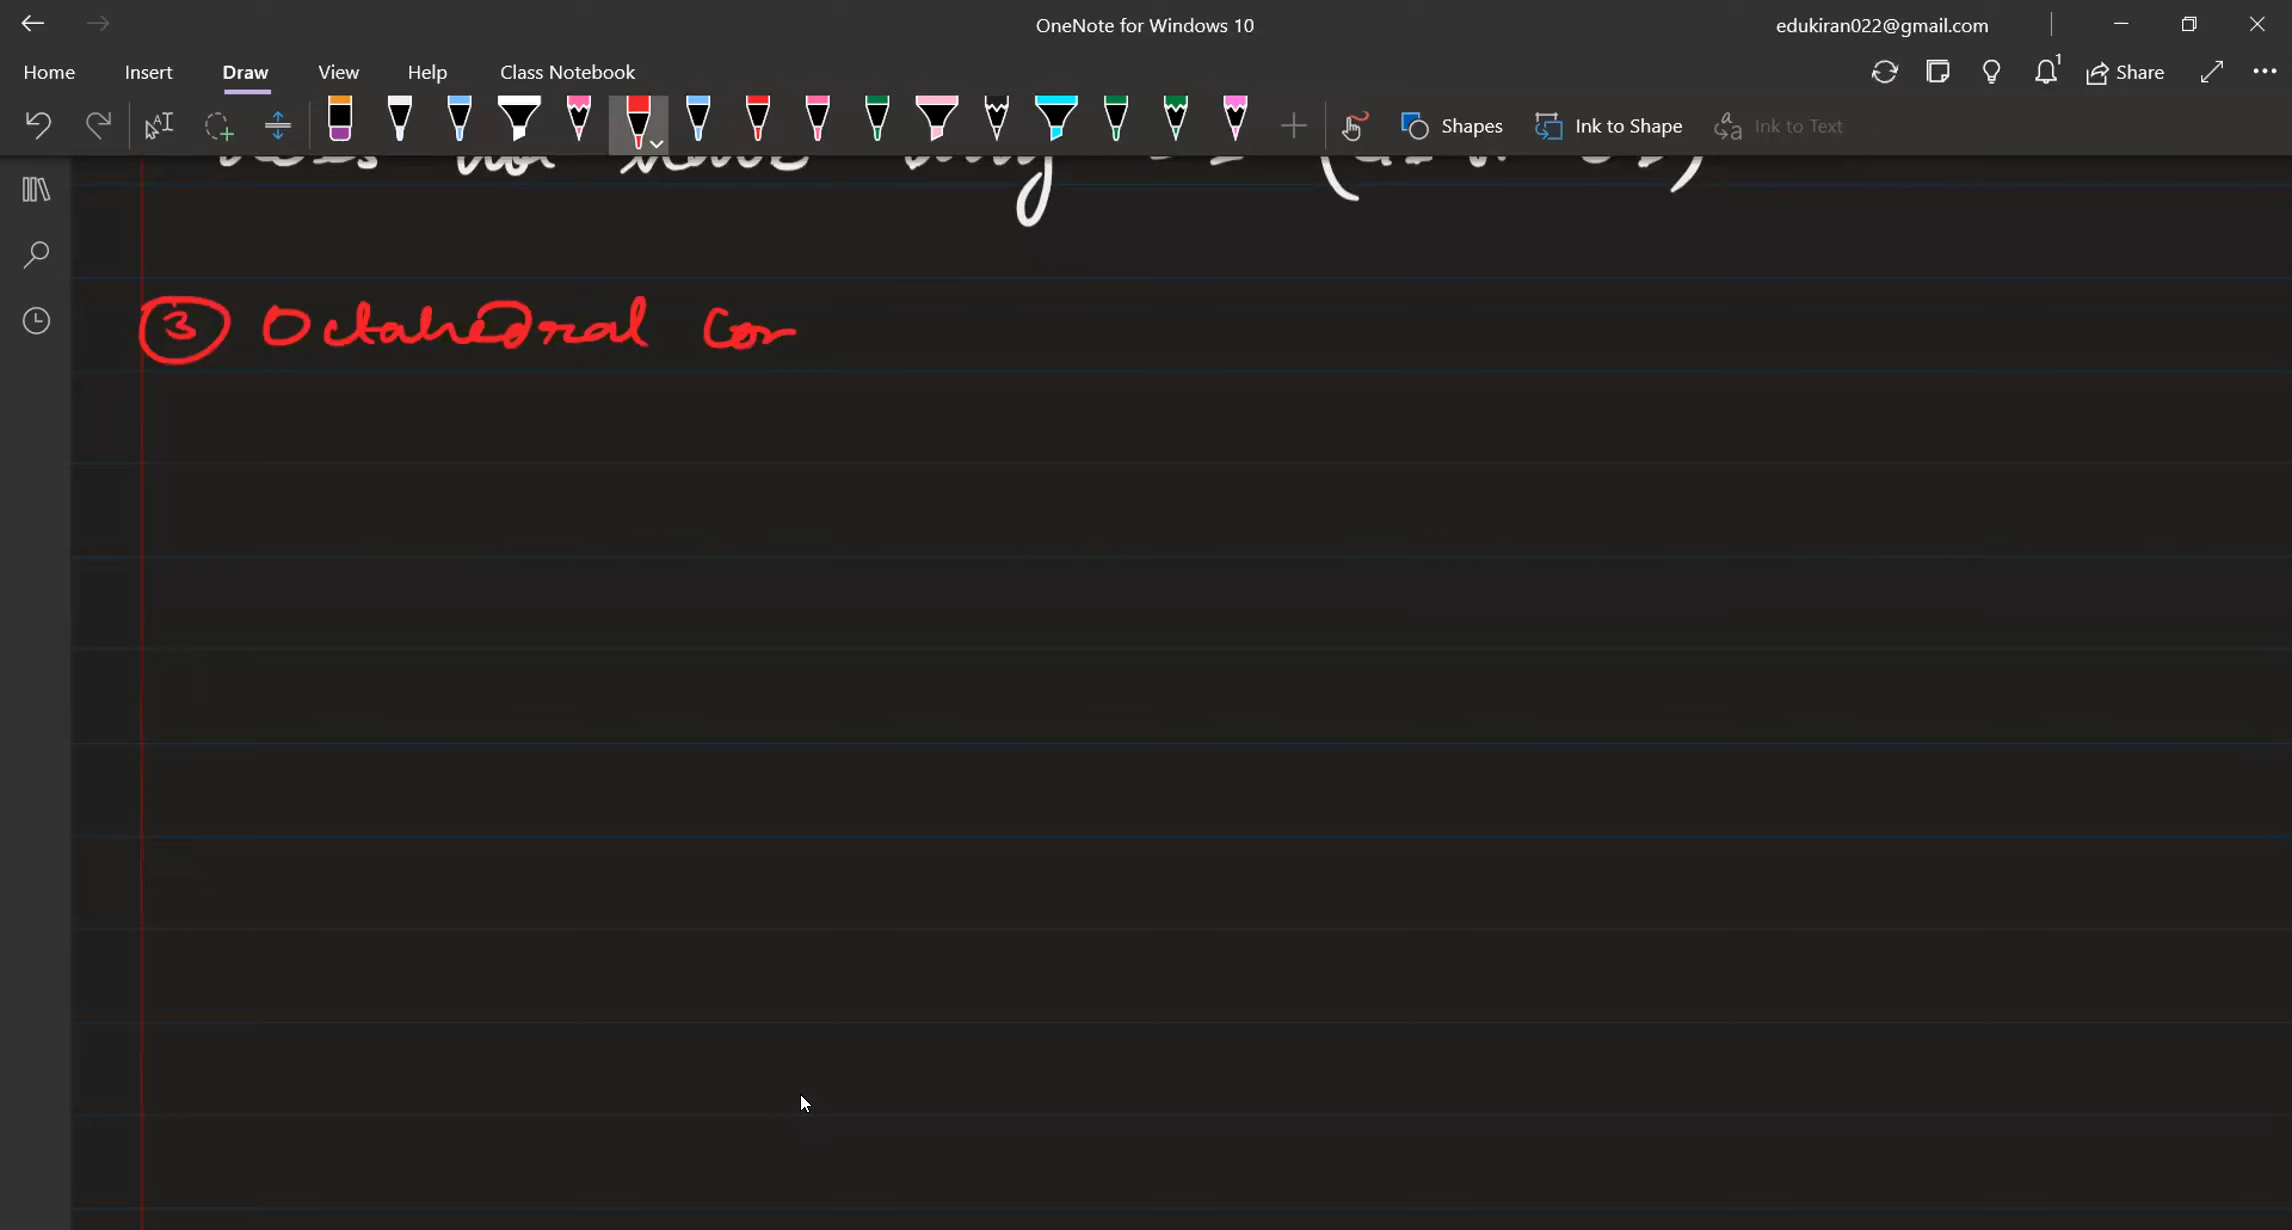 OneNote for Windows 10
edukiran022@gmail.com
Home Insert Draw View Help Class Notebook
Share
Shapes Ink to Shape Ink to Text
③ Octahedral Com